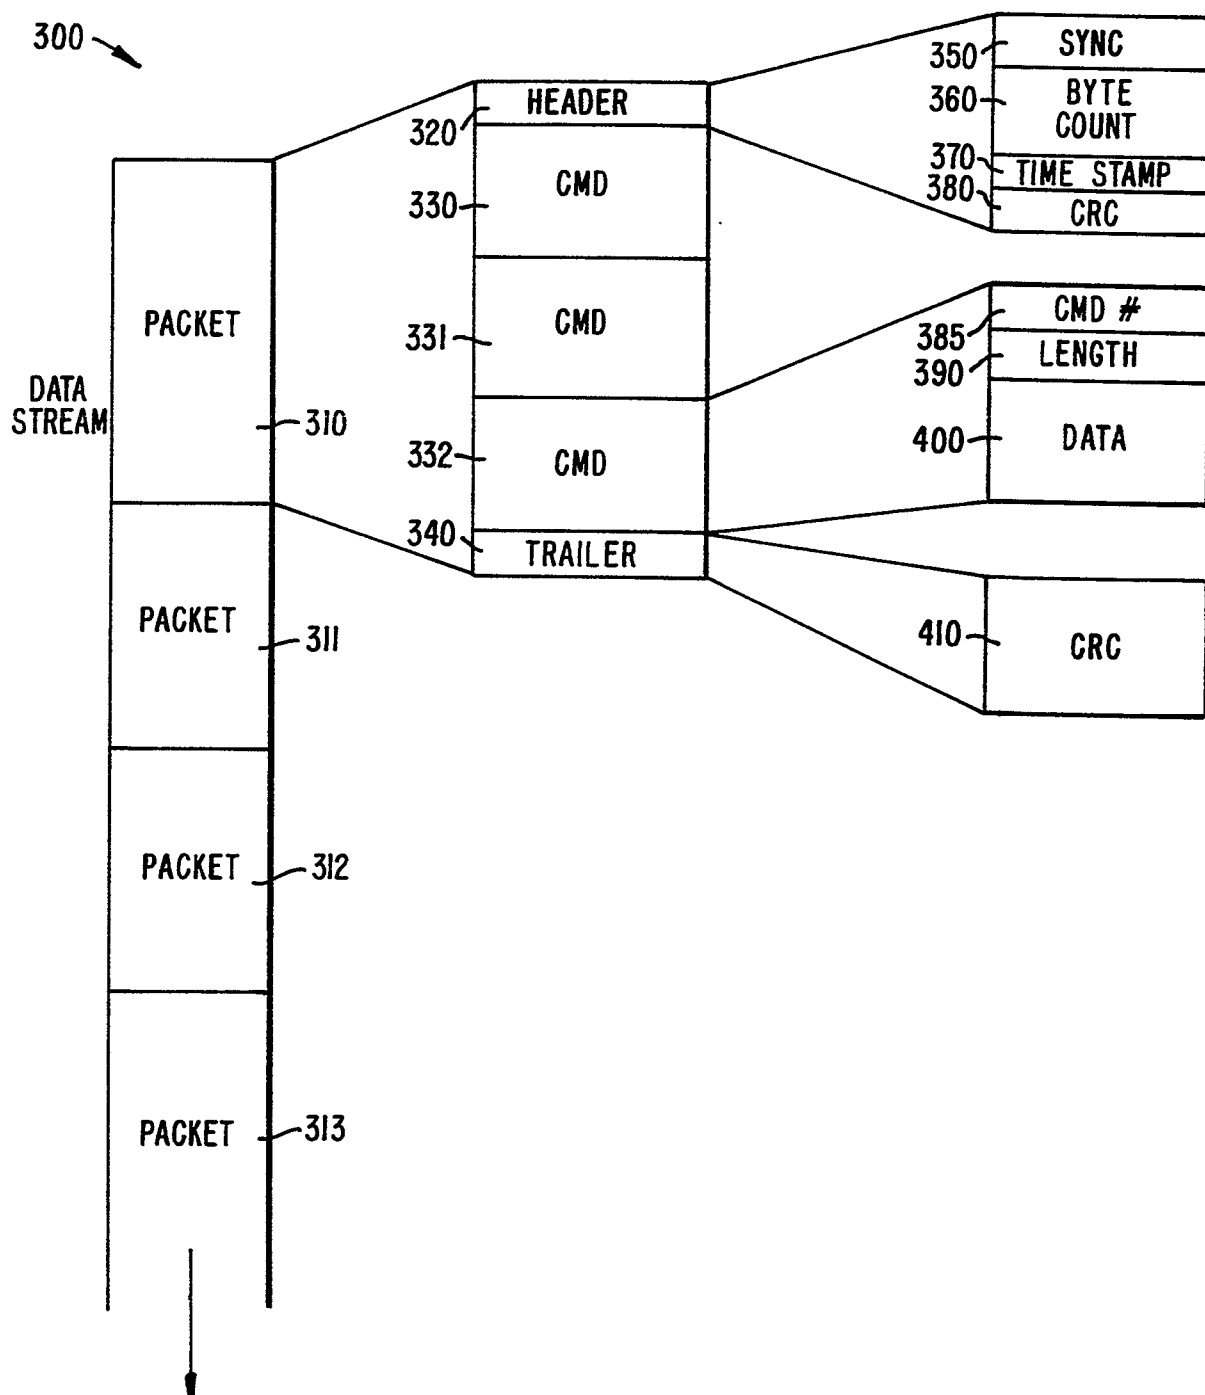 300
DATA
STREAM
PACKET
310
PACKET
311
PACKET
312
PACKET
313
HEADER
320
CMD
330
CMD
331
CMD
332
TRAILER
340
SYNC
350
BYTE
COUNT
360
TIME STAMP
370
CRC
380
CMD #
385
LENGTH
390
DATA
400
CRC
410